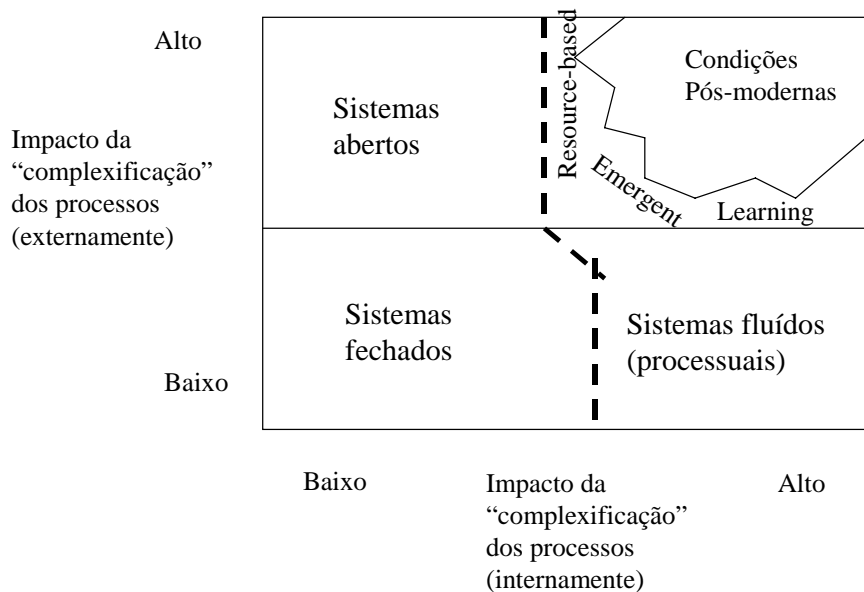 Alto
Impacto da
“complexificação”
dos processos
(externamente)
Baixo
Sistemas
abertos
Resource-based
Condições
Pós-modernas
Emergent
Learning
Sistemas
fechados
Sistemas fluídos
(processuais)
Baixo
Impacto da
“complexificação”
dos processos
(internamente)
Alto